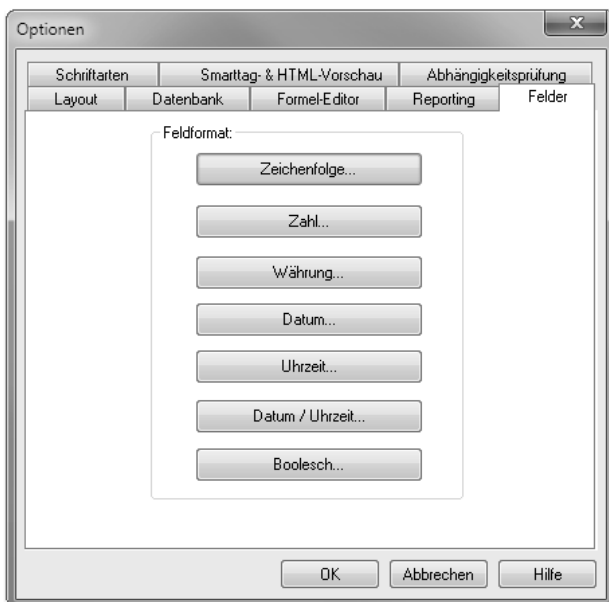 Optionen
x
Schriftarten Smarttag- & HTML-Vorschau Abhängigkeitsprüfung
Layout Datenbank Formel-Editor Reporting Felder
Feldformat:
Zeichenfolge...
Zahl...
Währung...
Datum...
Uhrzeit...
Datum / Uhrzeit...
Boolesch...
OK Abbrechen Hilfe